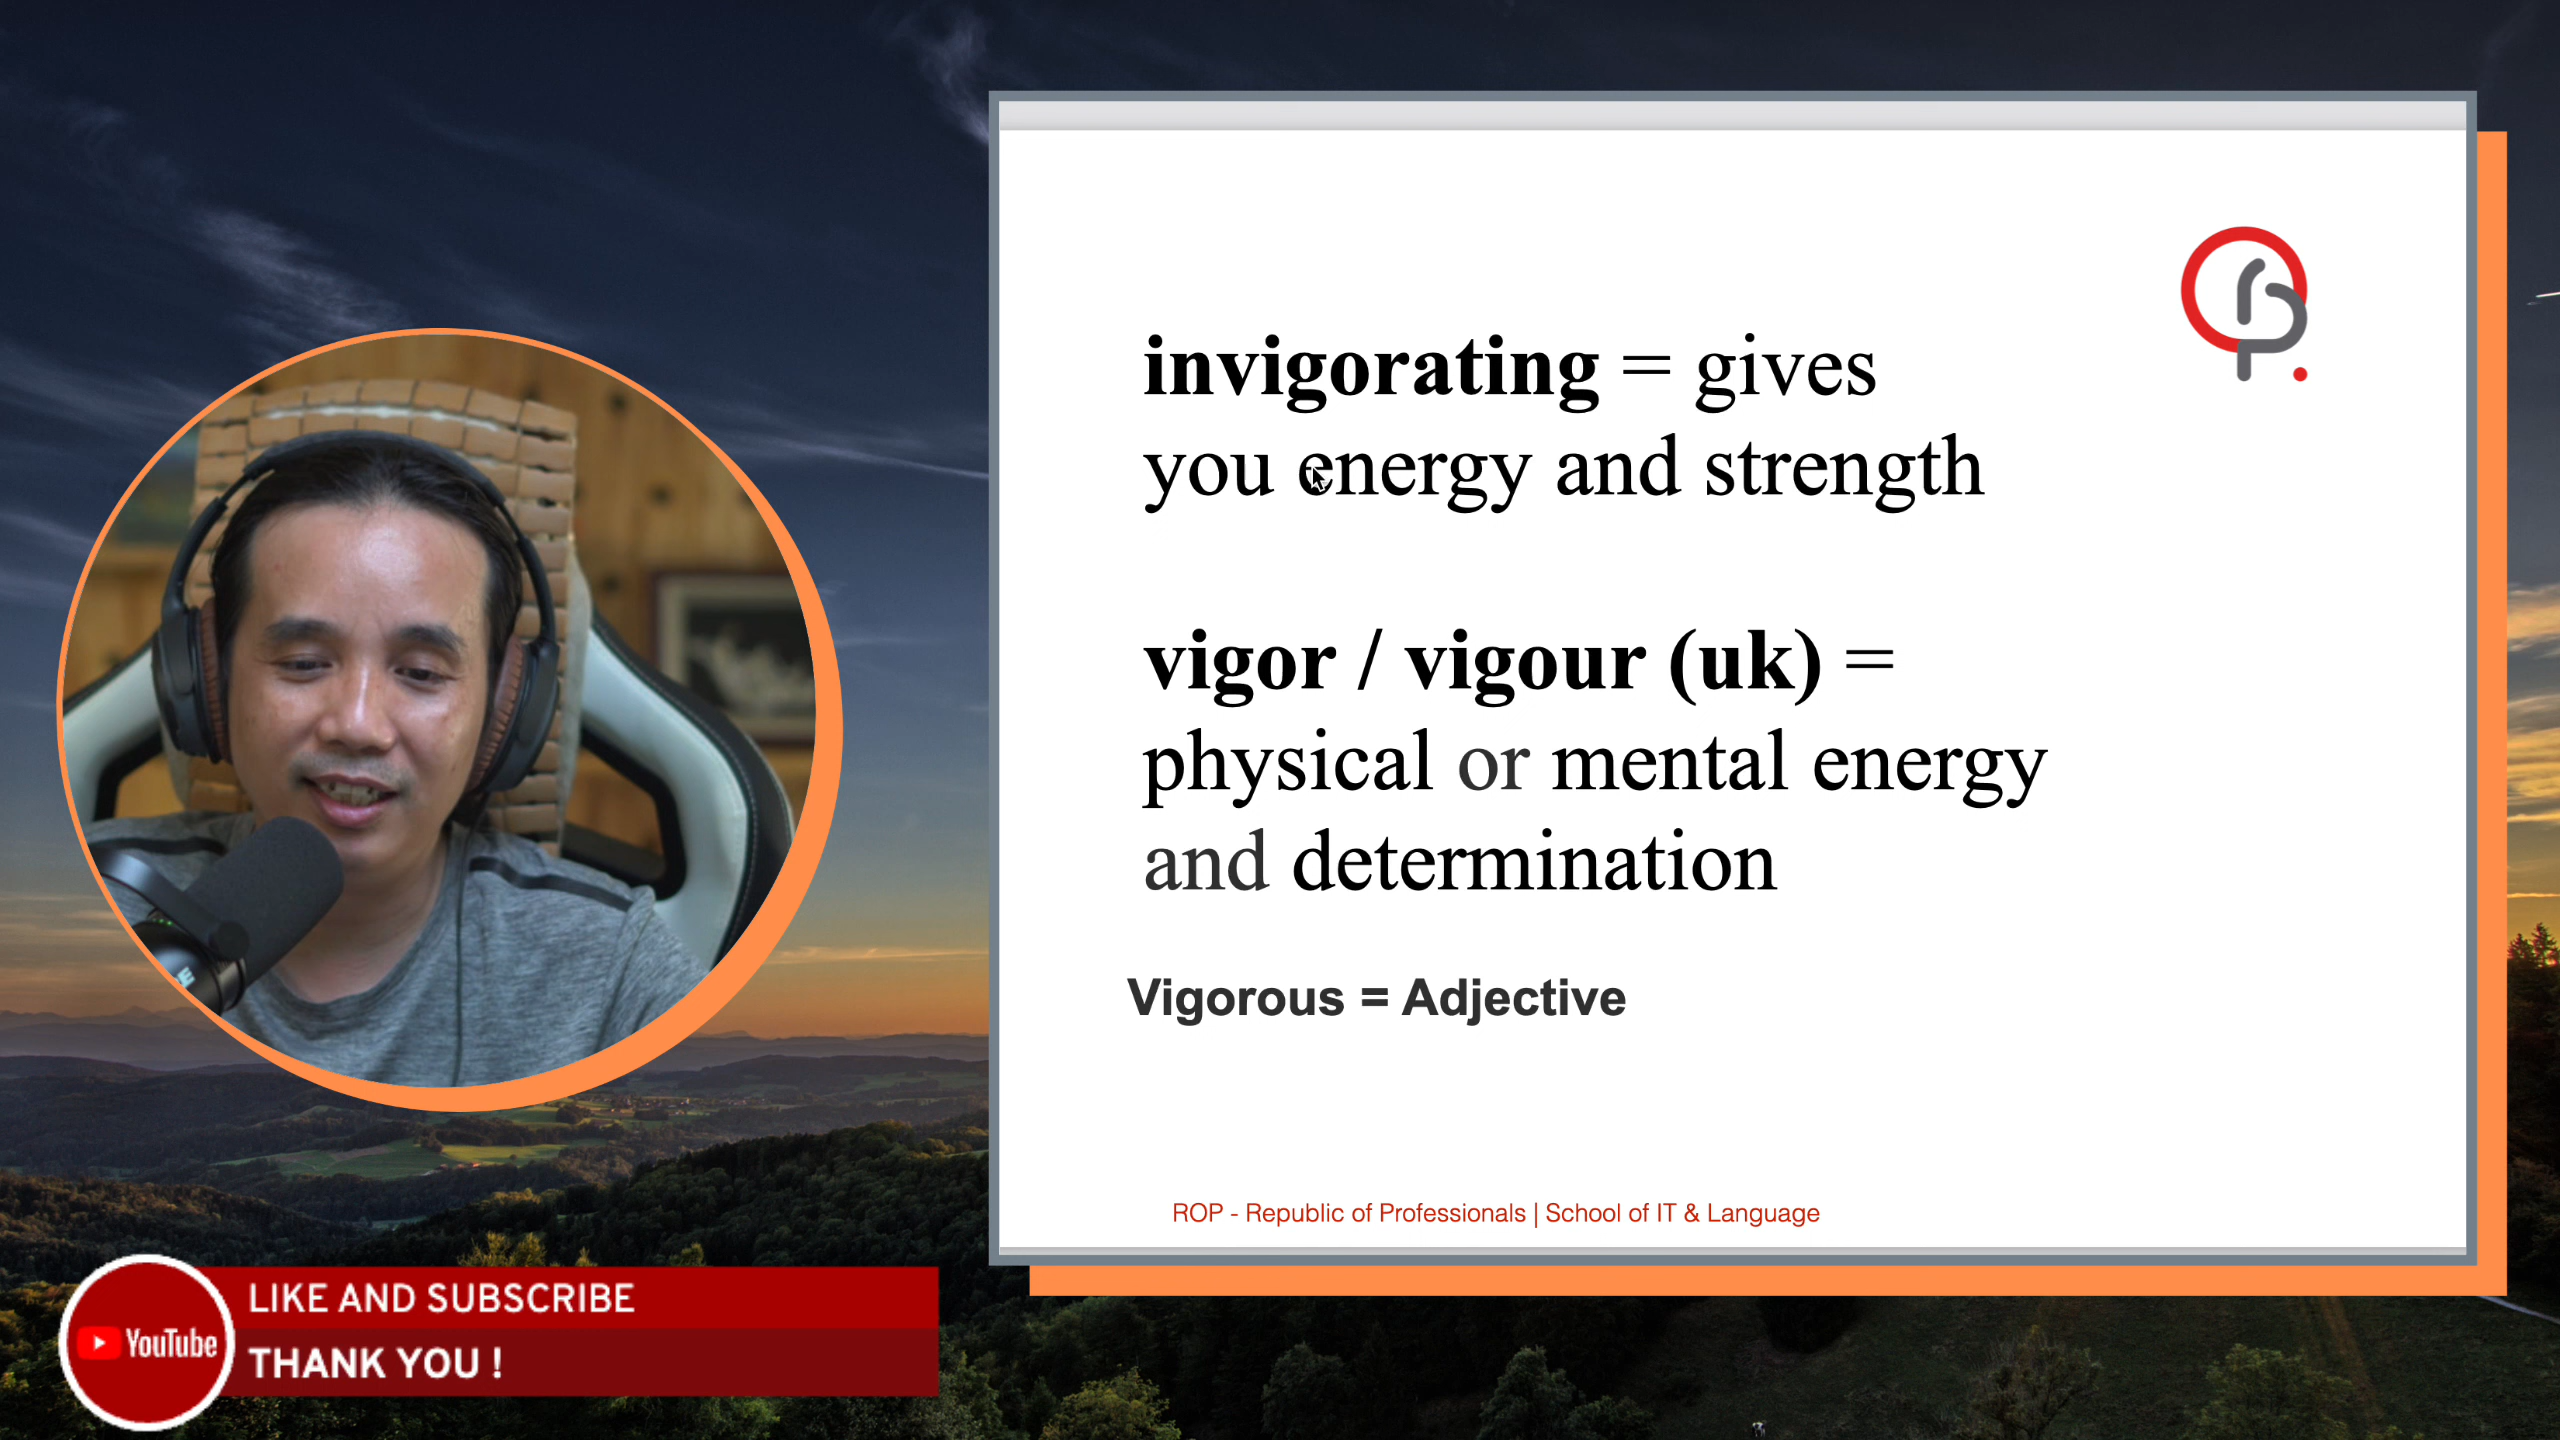 invigorating = gives
you energy and strength
vigor / vigour (uk) =
physical or mental energy
and determination
Vigorous = Adjective
ROP - Republic of Professionals | School of IT & Language
LIKE AND SUBSCRIBE
YouTube
THANK YOU !